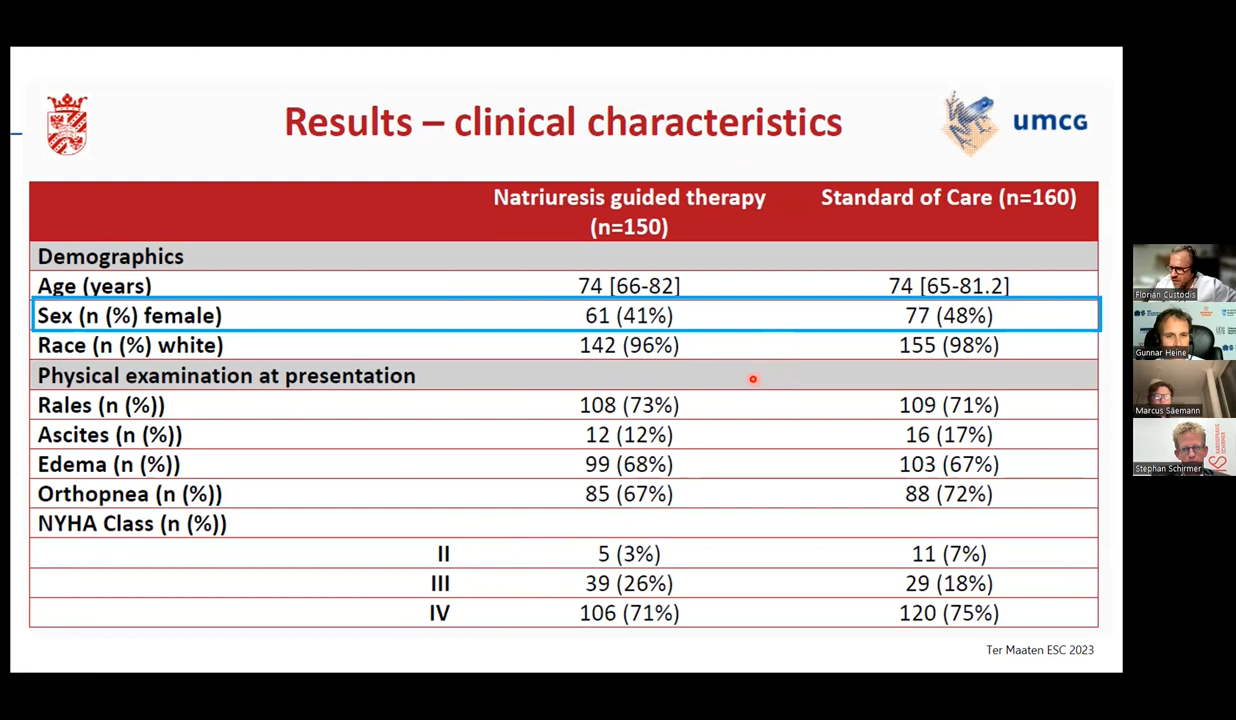 Results – clinical characteristics
umcg
Natriuresis guided therapy (n=150)
Standard of Care (n=160)
Demographics
Age (years) 74 [66-82] 74 [65-81.2]
Sex (n (%) female) 61 (41%) 77 (48%)
Race (n (%) white) 142 (96%) 155 (98%)
Physical examination at presentation
Rales (n (%)) 108 (73%) 109 (71%)
Ascites (n (%)) 12 (12%) 16 (17%)
Edema (n (%)) 99 (68%) 103 (67%)
Orthopnea (n (%)) 85 (67%) 88 (72%)
NYHA Class (n (%))
II 5 (3%) 11 (7%)
III 39 (26%) 29 (18%)
IV 106 (71%) 120 (75%)
Ter Maaten ESC 2023
Florian Custodis
Gunnar Heine
Marcus Säemann
Stephan Schirmer
KARDIOPRAXIS
SCHIRMER